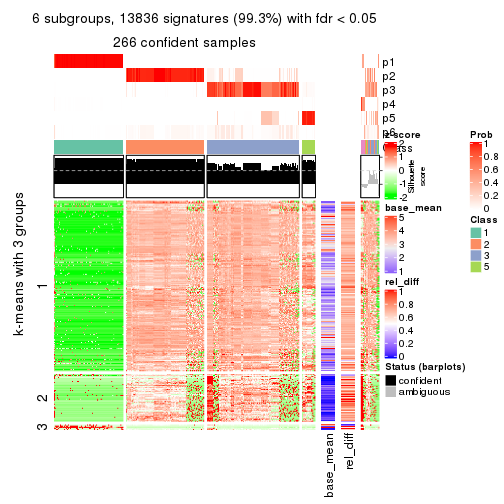 6 subgroups, 13836 signatures (99.3%) with fdr < 0.05
266 confident samples
p1
p2
p3
p4
p5
p6
Class
Silhouette
score
k-means with 3 groups
1
2
3
base_mean
rel_diff
z_score
2
1
0
-1
-2
base_mean
5
4
3
2
1
rel_diff
1
0.8
0.6
0.4
0.2
0
Status (barplots)
confident
ambiguous
Prob
1
0.8
0.6
0.4
0.2
0
Class
1
2
3
5